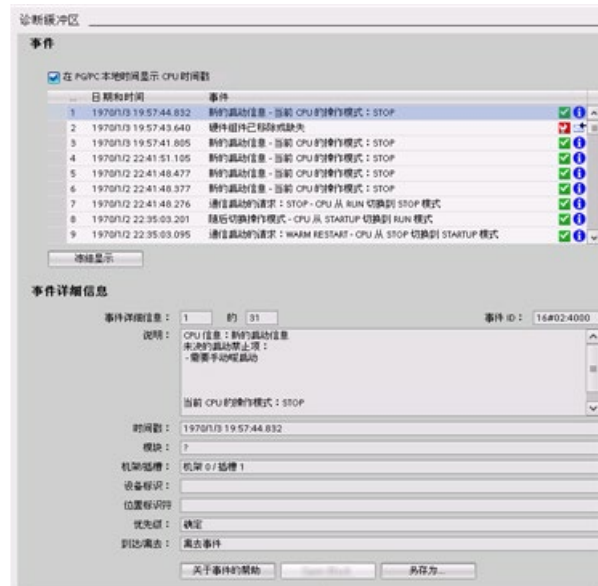 诊断缓冲区
事件
在 PG/PC 本地时间显示 CPU 时间戳
.. 日期和时间 事件
1 1970/1/3 19:57:44.832 新的启动信息 - 当前 CPU 的操作模式：STOP
2 1970/1/3 19:57:43.640 硬件组件已移除或缺失
3 1970/1/3 19:57:41.805 新的启动信息 - 当前 CPU 的操作模式：STOP
4 1970/1/2 22:41:51.105 新的启动信息 - 当前 CPU 的操作模式：STOP
5 1970/1/2 22:41:48.477 新的启动信息 - 当前 CPU 的操作模式：STOP
6 1970/1/2 22:41:48.377 新的启动信息 - 当前 CPU 的操作模式：STOP
7 1970/1/2 22:41:48.276 通信启动的请求：STOP - CPU 从 RUN 切换到 STOP 模式
8 1970/1/2 22:35:03.201 随后切换操作模式 - CPU 从 STARTUP 切换到 RUN 模式
9 1970/1/2 22:35:03.095 通信启动的请求：WARM RESTART - CPU 从 STOP 切换到 STARTUP 模式
冻结显示
事件详细信息
事件详细信息： 1 的 31 事件 ID： 16#02:4000
说明： CPU 信息：新的启动信息
未决的启动禁止项：
- 需要手动暖启动
当前 CPU 的操作模式：STOP
时间戳： 1970/1/3 19:57:44.832
模块： ?
机架/插槽： 机架 0 / 插槽 1
设备标识：
位置标识符
优先级： 确定
到达/离去： 离去事件
关于事件的帮助 另存为...